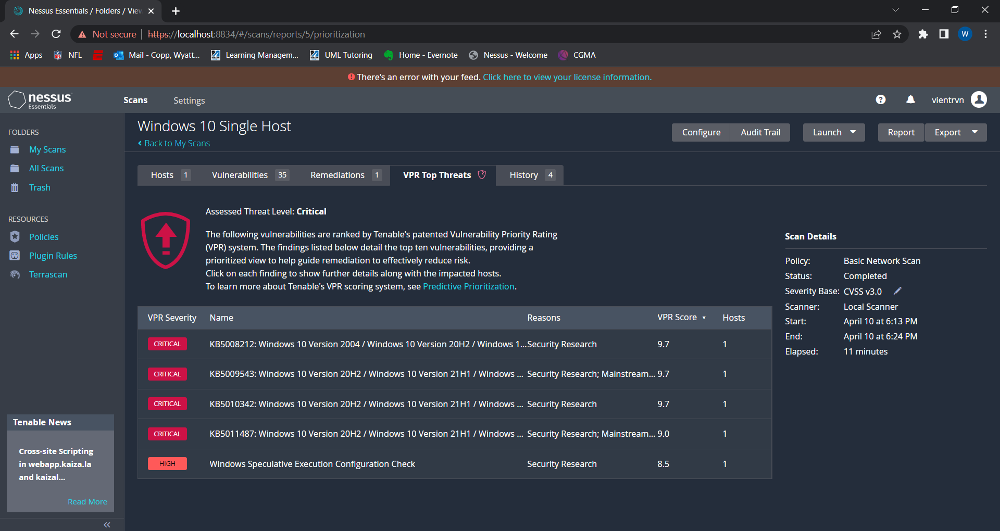 Nessus Essentials / Folders / View
Not secure | https://localhost:8834/#/scans/reports/5/prioritization
W
Apps NFL Mail - Copp, Wyatt... Learning Managem... UML Tutoring Home - Evernote Nessus - Welcome CGMA
There's an error with your feed. Click here to view your license information.
nessus
Essentials
Scans Settings
vientrvn
FOLDERS
My Scans
All Scans
Trash
RESOURCES
Policies
Plugin Rules
Terrascan
Tenable News
Cross-site Scripting
in webapp.kaiza.la
and kaizal...
Read More
Windows 10 Single Host
Back to My Scans
Configure Audit Trail Launch Report Export
Hosts 1 Vulnerabilities 35 Remediations 1 VPR Top Threats History 4
Assessed Threat Level: Critical
The following vulnerabilities are ranked by Tenable's patented Vulnerability Priority Rating
(VPR) system. The findings listed below detail the top ten vulnerabilities, providing a
prioritized view to help guide remediation to effectively reduce risk.
Click on each finding to show further details along with the impacted hosts.
To learn more about Tenable's VPR scoring system, see Predictive Prioritization.
VPR Severity Name Reasons VPR Score Hosts
CRITICAL KB5008212: Windows 10 Version 2004 / Windows 10 Version 20H2 / Windows 1... Security Research 9.7 1
CRITICAL KB5009543: Windows 10 Version 20H2 / Windows 10 Version 21H1 / Windows ... Security Research; Mainstream... 9.7 1
CRITICAL KB5010342: Windows 10 Version 20H2 / Windows 10 Version 21H1 / Windows ... Security Research 9.7 1
CRITICAL KB5011487: Windows 10 Version 20H2 / Windows 10 Version 21H1 / Windows ... Security Research; Mainstream... 9.0 1
HIGH Windows Speculative Execution Configuration Check Security Research 8.5 1
Scan Details
Policy: Basic Network Scan
Status: Completed
Severity Base: CVSS v3.0
Scanner: Local Scanner
Start: April 10 at 6:13 PM
End: April 10 at 6:24 PM
Elapsed: 11 minutes